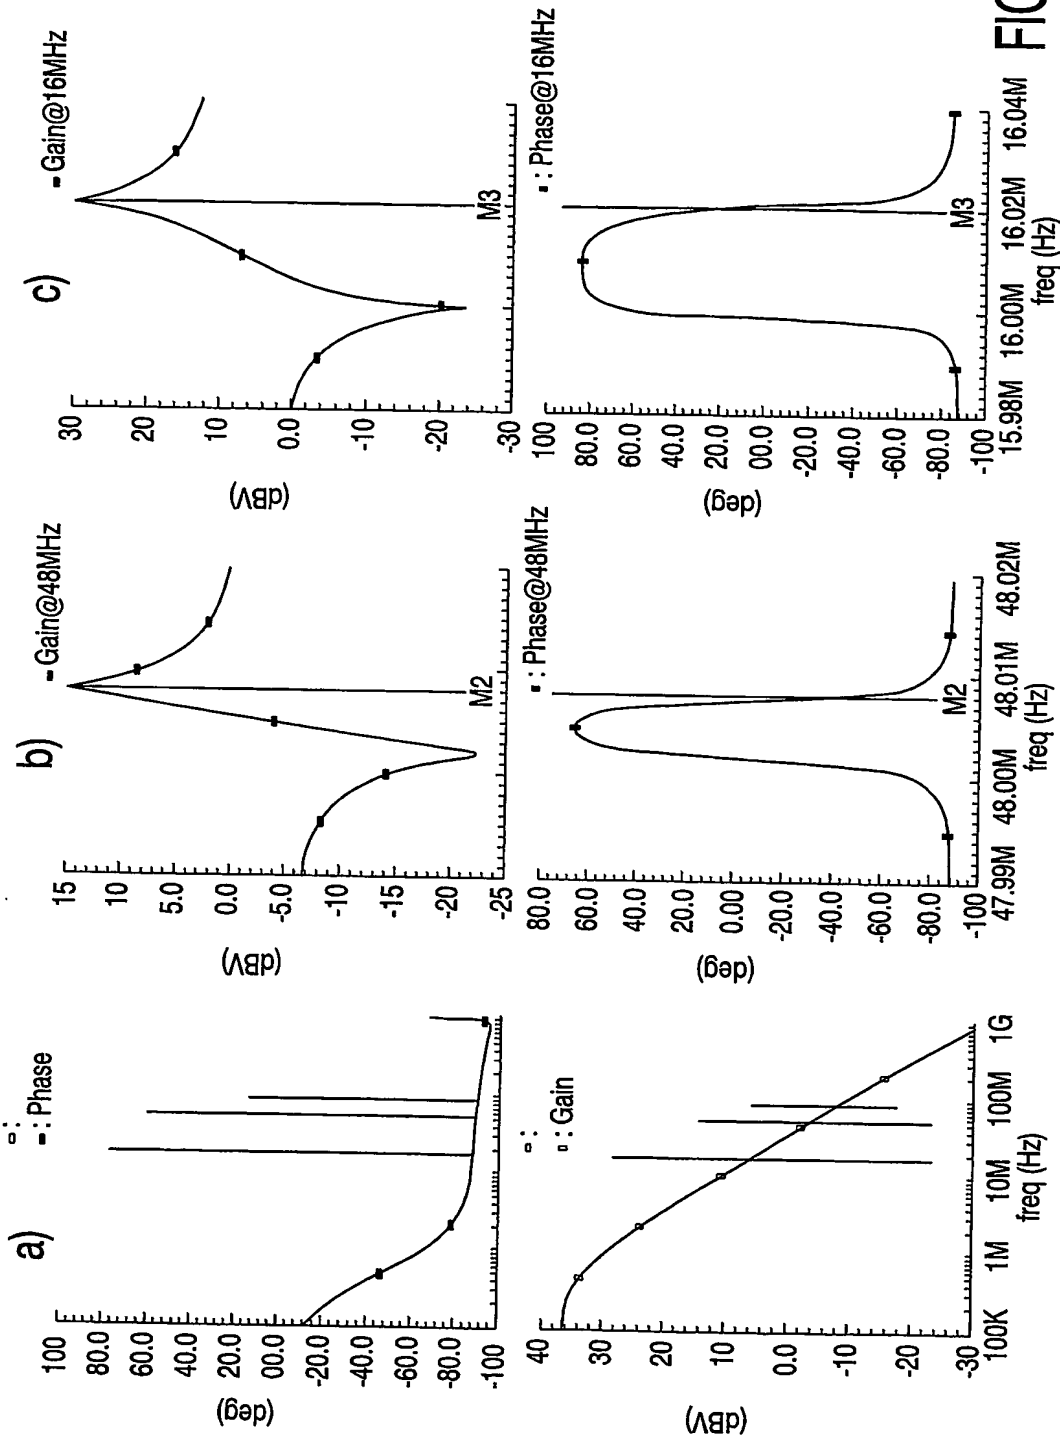 a)
▫ :
▪ : Phase
100
80.0
60.0
40.0
20.0
00.0
-20.0
-40.0
-60.0
-80.0
-100
(deg)
▫ :
▫ : Gain
40
30
20
10
0.0
-10
-20
-30
(dBV)
100K 1M 10M 100M 1G
freq (Hz)
b)
▪ Gain@48MHz
15
10
5.0
0.0
-5.0
-10
-15
-20
-25
(dBV)
M2
▪ : Phase@48MHz
80.0
60.0
40.0
20.0
0.00
-20.0
-40.0
-60.0
-80.0
-100
(deg)
M2
47.99M 48.00M 48.01M 48.02M
freq (Hz)
c)
▪ Gain@16MHz
30
20
10
0.0
-10
-20
-30
(dBV)
M3
▪ : Phase@16MHz
100
80.0
60.0
40.0
20.0
00.0
-20.0
-40.0
-60.0
-80.0
-100
(deg)
M3
15.98M 16.00M 16.02M 16.04M
freq (Hz)